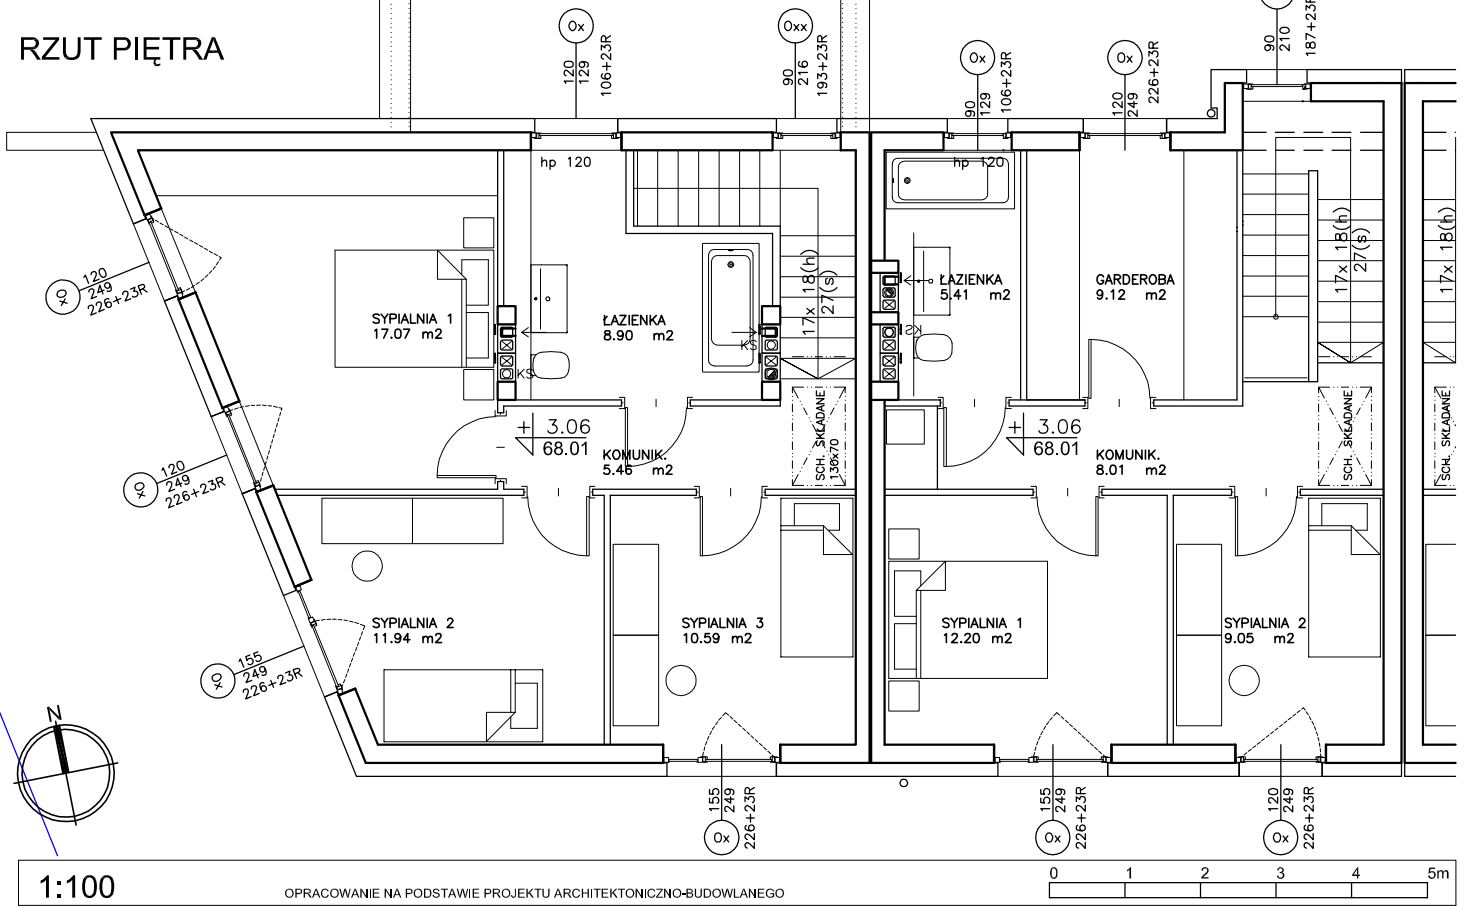 RZUT PIĘTRA
Ox
120
129
106+23R
Oxx
90
216
193+23R
Ox
90
129
106+23R
Ox
120
249
226+23R
90
210
187+23R
hp 120
hp 120
Ox
120
249
226+23R
SYPIALNIA 1
17.07 m2
ŁAZIENKA
8.90 m2
KS
KS
17x 18(h)
27(s)
ŁAZIENKA
5.41 m2
KS
GARDEROBA
9.12 m2
17x 18(h)
27(s)
17x 18(h)
Ox
120
249
226+23R
+ 3.06
68.01
KOMUNIK.
5.46 m2
SCH. SKŁADANE
130x70
+ 3.06
68.01
KOMUNIK.
8.01 m2
SCH. SKŁADANE
SCH. SKŁADANE
Ox
155
249
226+23R
SYPIALNIA 2
11.94 m2
SYPIALNIA 3
10.59 m2
SYPIALNIA 1
12.20 m2
SYPIALNIA 2
9.05 m2
N
155
249
226+23R
Ox
155
249
226+23R
Ox
120
249
226+23R
Ox
1:100
OPRACOWANIE NA PODSTAWIE PROJEKTU ARCHITEKTONICZNO-BUDOWLANEGO
0 1 2 3 4 5m